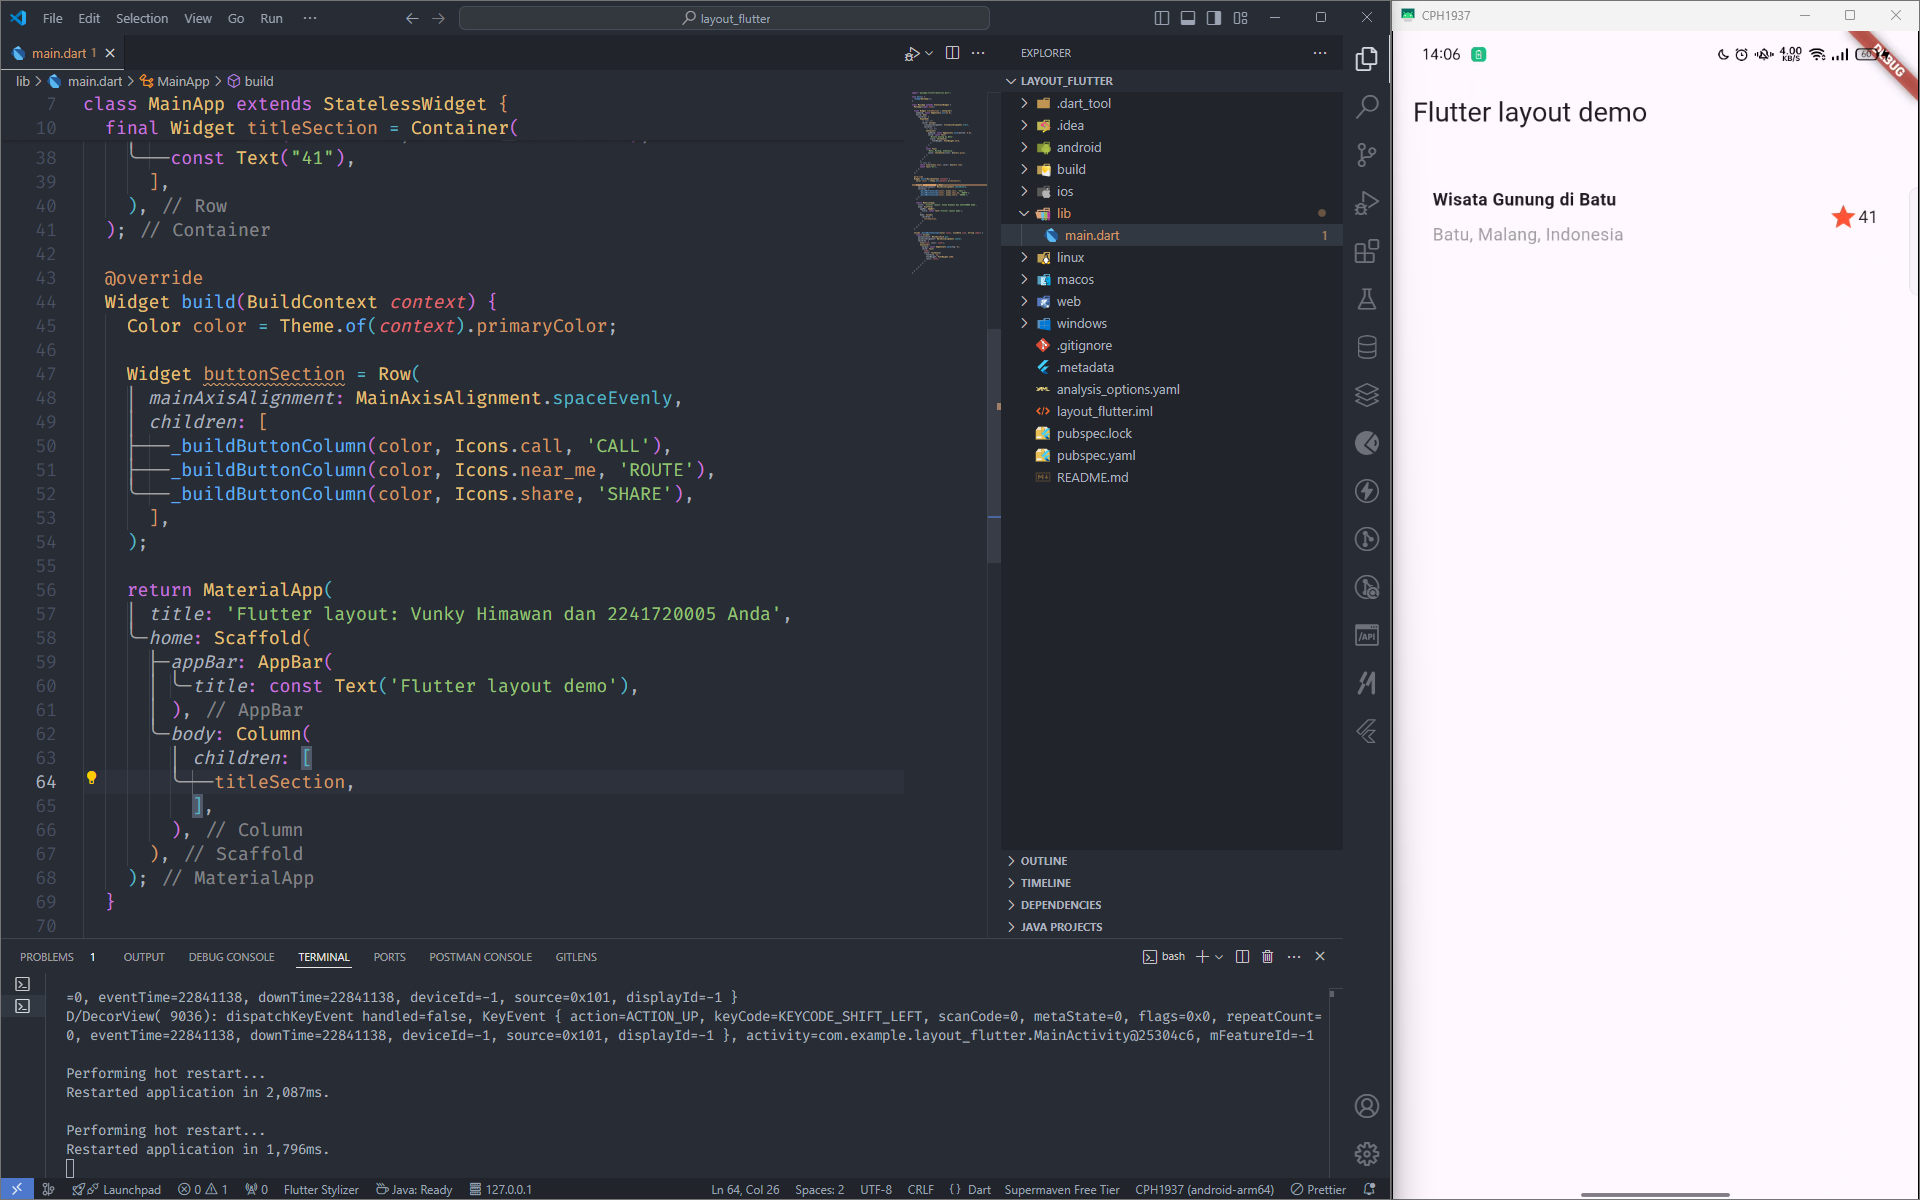 File Edit Selection View Go Run ··· layout_flutter
main.dart 1
lib > main.dart > MainApp > build
7 class MainApp extends StatelessWidget {
10 final Widget titleSection = Container(
38 const Text("41"),
39 ],
40 ), // Row
41 ); // Container
42
43 @override
44 Widget build(BuildContext context) {
45 Color color = Theme.of(context).primaryColor;
46
47 Widget buttonSection = Row(
48 mainAxisAlignment: MainAxisAlignment.spaceEvenly,
49 children: [
50 _buildButtonColumn(color, Icons.call, 'CALL'),
51 _buildButtonColumn(color, Icons.near_me, 'ROUTE'),
52 _buildButtonColumn(color, Icons.share, 'SHARE'),
53 ],
54 );
55
56 return MaterialApp(
57 title: 'Flutter layout: Vunky Himawan dan 2241720005 Anda',
58 home: Scaffold(
59 appBar: AppBar(
60 title: const Text('Flutter layout demo'),
61 ), // AppBar
62 body: Column(
63 children: [
64 titleSection,
65 ],
66 ), // Column
67 ), // Scaffold
68 ); // MaterialApp
69 }
70
EXPLORER
LAYOUT_FLUTTER
.dart_tool
.idea
android
build
ios
lib
main.dart 1
linux
macos
web
windows
.gitignore
.metadata
analysis_options.yaml
layout_flutter.iml
pubspec.lock
pubspec.yaml
README.md
OUTLINE
TIMELINE
DEPENDENCIES
JAVA PROJECTS
PROBLEMS 1 OUTPUT DEBUG CONSOLE TERMINAL PORTS POSTMAN CONSOLE GITLENS bash
=0, eventTime=22841138, downTime=22841138, deviceId=-1, source=0x101, displayId=-1 }
D/DecorView( 9036): dispatchKeyEvent handled=false, KeyEvent { action=ACTION_UP, keyCode=KEYCODE_SHIFT_LEFT, scanCode=0, metaState=0, flags=0x0, repeatCount=
0, eventTime=22841138, downTime=22841138, deviceId=-1, source=0x101, displayId=-1 }, activity=com.example.layout_flutter.MainActivity@25304c6, mFeatureId=-1
Performing hot restart...
Restarted application in 2,087ms.
Performing hot restart...
Restarted application in 1,796ms.
Launchpad 0 1 0 Flutter Stylizer Java: Ready 127.0.0.1 Ln 64, Col 26 Spaces: 2 UTF-8 CRLF {} Dart Supermaven Free Tier CPH1937 (android-arm64) Prettier
CPH1937
14:06 4.00 KB/S 60
DEBUG
Flutter layout demo
Wisata Gunung di Batu
Batu, Malang, Indonesia
41